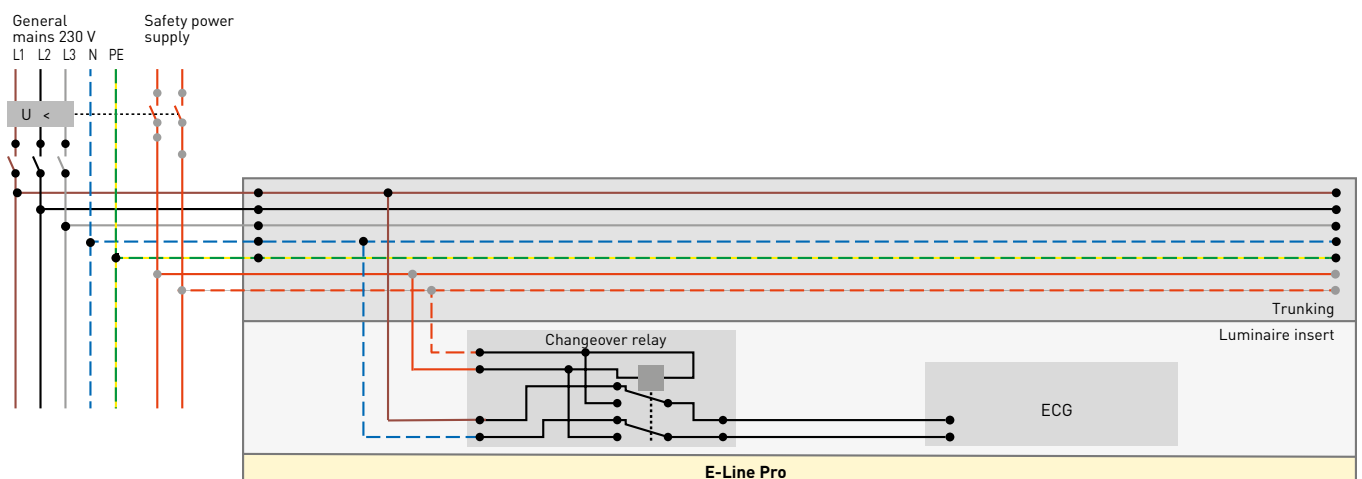 General
mains 230 V
Safety power
supply
L1 L2 L3 N PE
U <
Trunking
Luminaire insert
Changeover relay
ECG
E-Line Pro